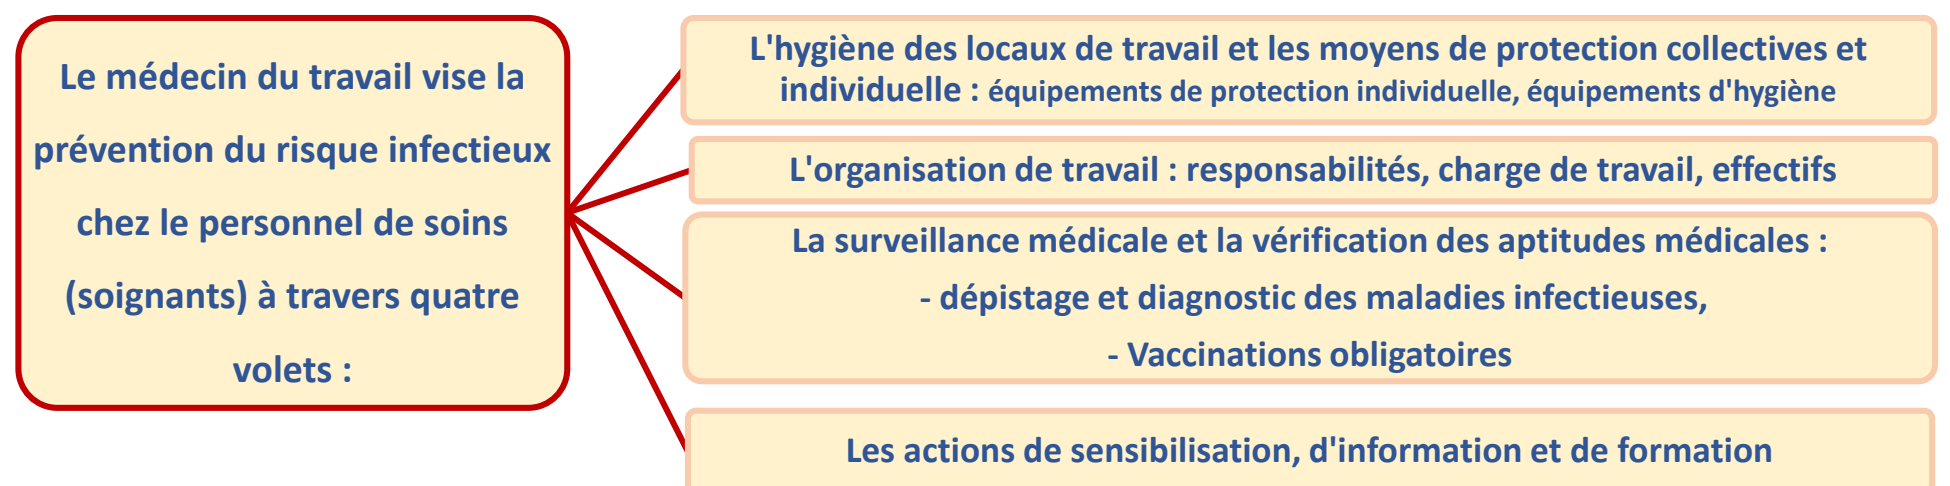 Le médecin du travail vise la
prévention du risque infectieux
chez le personnel de soins
(soignants) à travers quatre
volets :
L'hygiène des locaux de travail et les moyens de protection collectives et
individuelle : équipements de protection individuelle, équipements d'hygiène
L'organisation de travail : responsabilités, charge de travail, effectifs
La surveillance médicale et la vérification des aptitudes médicales :
- dépistage et diagnostic des maladies infectieuses,
- Vaccinations obligatoires
Les actions de sensibilisation, d'information et de formation